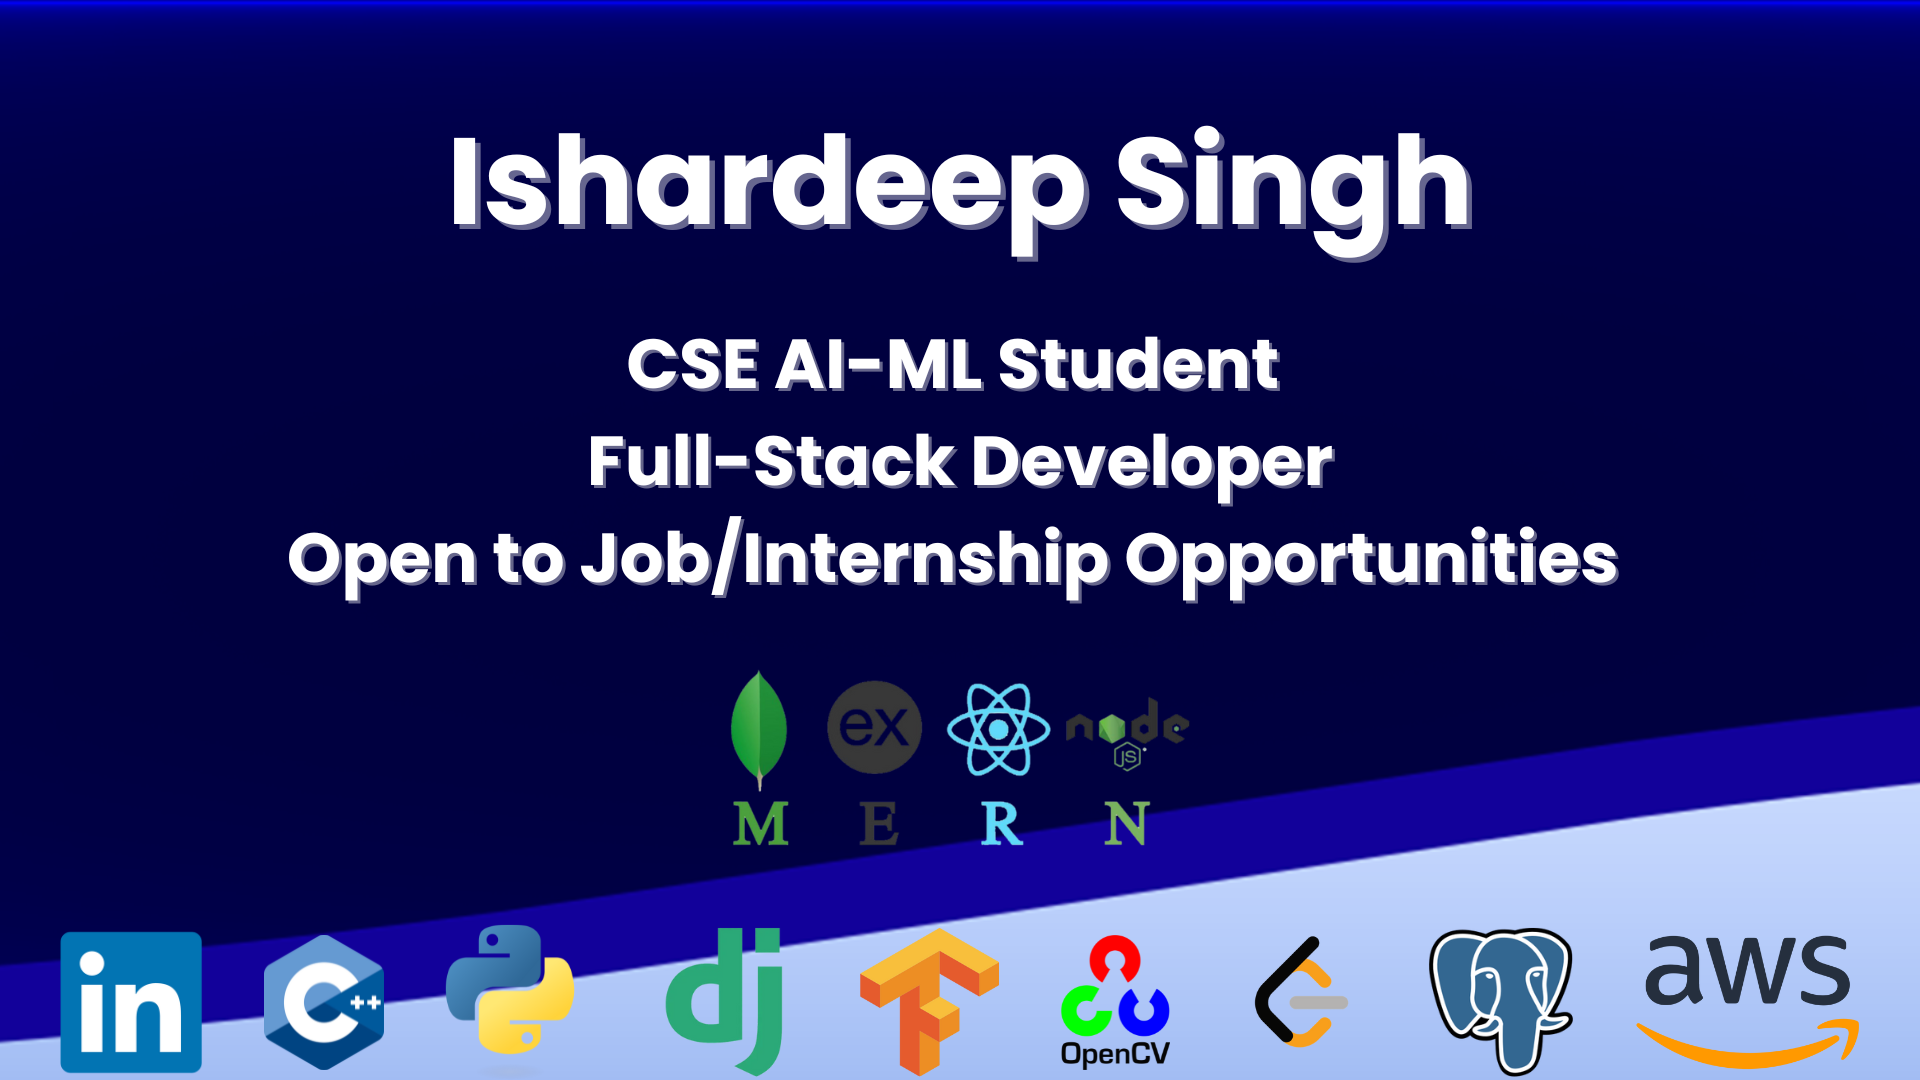 Ishardeep Singh
CSE AI-ML Student
Full-Stack Developer
Open to Job/Internship Opportunities
ex
node
JS
M E R N
in
C++
dj
OpenCV
aws